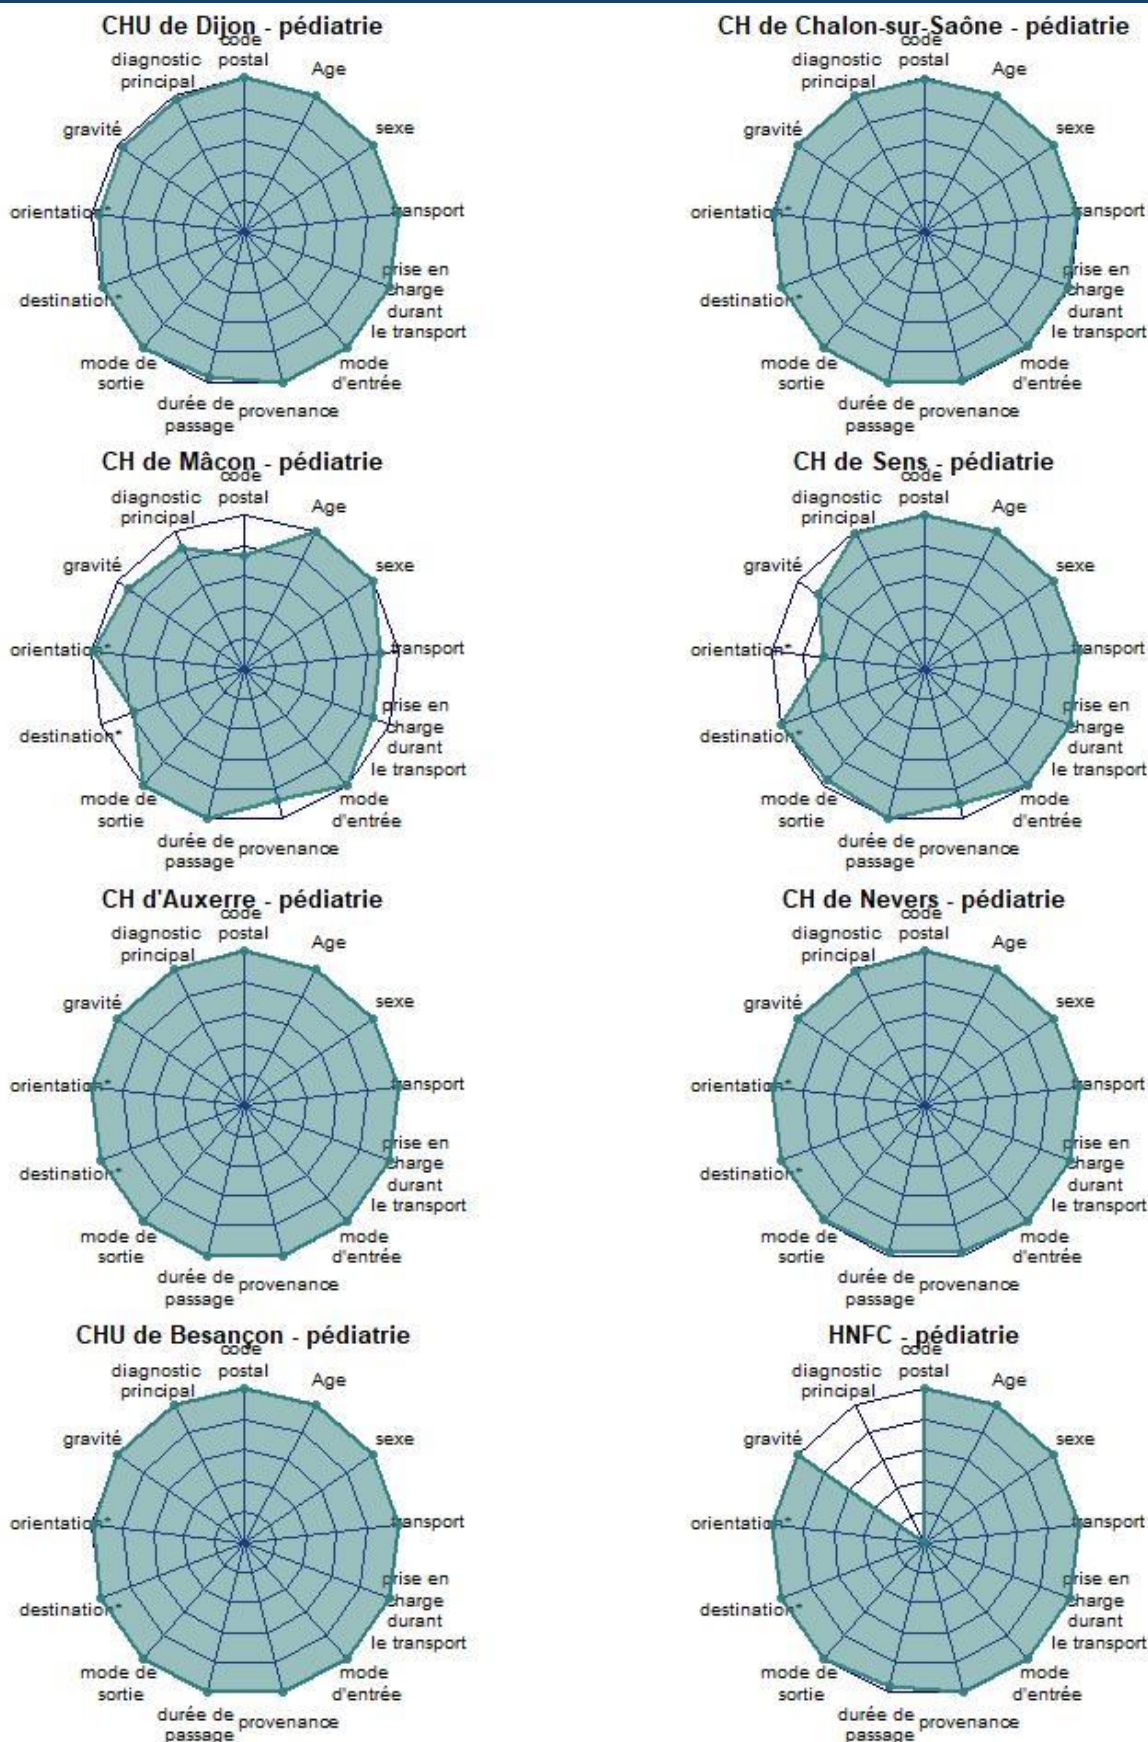 CHU de Dijon - pédiatrie
code
postal
Age
sexe
transport
prise en
charge
durant
le transport
mode
d'entrée
provenance
durée de
passage
mode de
sortie
destination*
orientation*
gravité
diagnostic
principal
CH de Chalon-sur-Saône - pédiatrie
code
postal
Age
sexe
transport
prise en
charge
durant
le transport
mode
d'entrée
provenance
durée de
passage
mode de
sortie
destination*
orientation*
gravité
diagnostic
principal
CH de Mâcon - pédiatrie
code
postal
Age
sexe
transport
prise en
charge
durant
le transport
mode
d'entrée
provenance
durée de
passage
mode de
sortie
destination*
orientation*
gravité
diagnostic
principal
CH de Sens - pédiatrie
code
postal
Age
sexe
transport
prise en
charge
durant
le transport
mode
d'entrée
provenance
durée de
passage
mode de
sortie
destination*
orientation*
gravité
diagnostic
principal
CH d'Auxerre - pédiatrie
code
postal
Age
sexe
transport
prise en
charge
durant
le transport
mode
d'entrée
provenance
durée de
passage
mode de
sortie
destination*
orientation*
gravité
diagnostic
principal
CH de Nevers - pédiatrie
code
postal
Age
sexe
transport
prise en
charge
durant
le transport
mode
d'entrée
provenance
durée de
passage
mode de
sortie
destination*
orientation*
gravité
diagnostic
principal
CHU de Besançon - pédiatrie
code
postal
Age
sexe
transport
prise en
charge
durant
le transport
mode
d'entrée
provenance
durée de
passage
mode de
sortie
destination*
orientation*
gravité
diagnostic
principal
HNFC - pédiatrie
code
postal
Age
sexe
transport
prise en
charge
durant
le transport
mode
d'entrée
provenance
durée de
passage
mode de
sortie
destination*
orientation*
gravité
diagnostic
principal